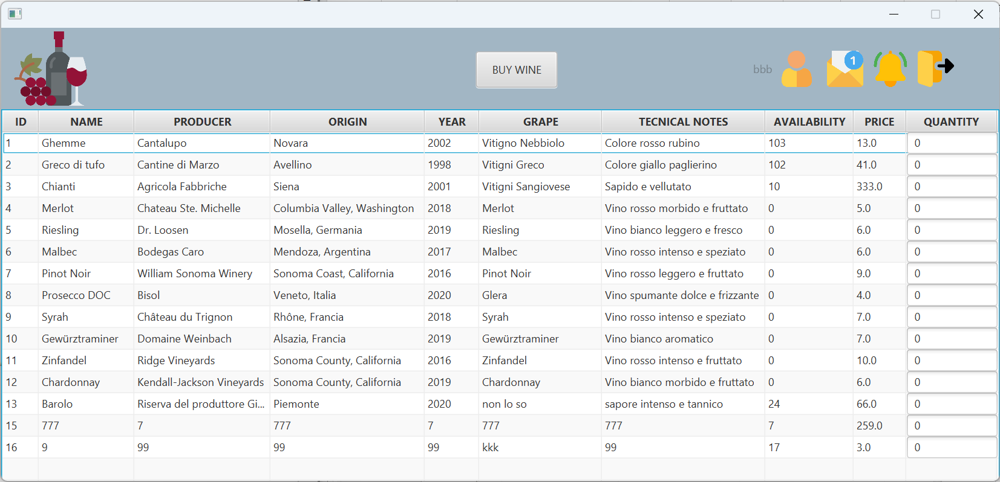 BUY WINE
bbb
1
ID NAME PRODUCER ORIGIN YEAR GRAPE TECNICAL NOTES AVAILABILITY PRICE QUANTITY
1 Ghemme Cantalupo Novara 2002 Vitigno Nebbiolo Colore rosso rubino 103 13.0 0
2 Greco di tufo Cantine di Marzo Avellino 1998 Vitigni Greco Colore giallo paglierino 102 41.0 0
3 Chianti Agricola Fabbriche Siena 2001 Vitigni Sangiovese Sapido e vellutato 10 333.0 0
4 Merlot Chateau Ste. Michelle Columbia Valley, Washington 2018 Merlot Vino rosso morbido e fruttato 0 5.0 0
5 Riesling Dr. Loosen Mosella, Germania 2019 Riesling Vino bianco leggero e fresco 0 6.0 0
6 Malbec Bodegas Caro Mendoza, Argentina 2017 Malbec Vino rosso intenso e speziato 0 6.0 0
7 Pinot Noir William Sonoma Winery Sonoma Coast, California 2016 Pinot Noir Vino rosso leggero e fruttato 0 9.0 0
8 Prosecco DOC Bisol Veneto, Italia 2020 Glera Vino spumante dolce e frizzante 0 4.0 0
9 Syrah Château du Trignon Rhône, Francia 2018 Syrah Vino rosso intenso e speziato 0 7.0 0
10 Gewürztraminer Domaine Weinbach Alsazia, Francia 2019 Gewürztraminer Vino bianco aromatico 0 7.0 0
11 Zinfandel Ridge Vineyards Sonoma County, California 2016 Zinfandel Vino rosso intenso e fruttato 0 10.0 0
12 Chardonnay Kendall-Jackson Vineyards Sonoma County, California 2019 Chardonnay Vino bianco morbido e fruttato 0 6.0 0
13 Barolo Riserva del produttore Gi... Piemonte 2020 non lo so sapore intenso e tannico 24 66.0 0
15 777 7 777 7 777 777 7 259.0 0
16 9 99 99 99 kkk 99 17 3.0 0